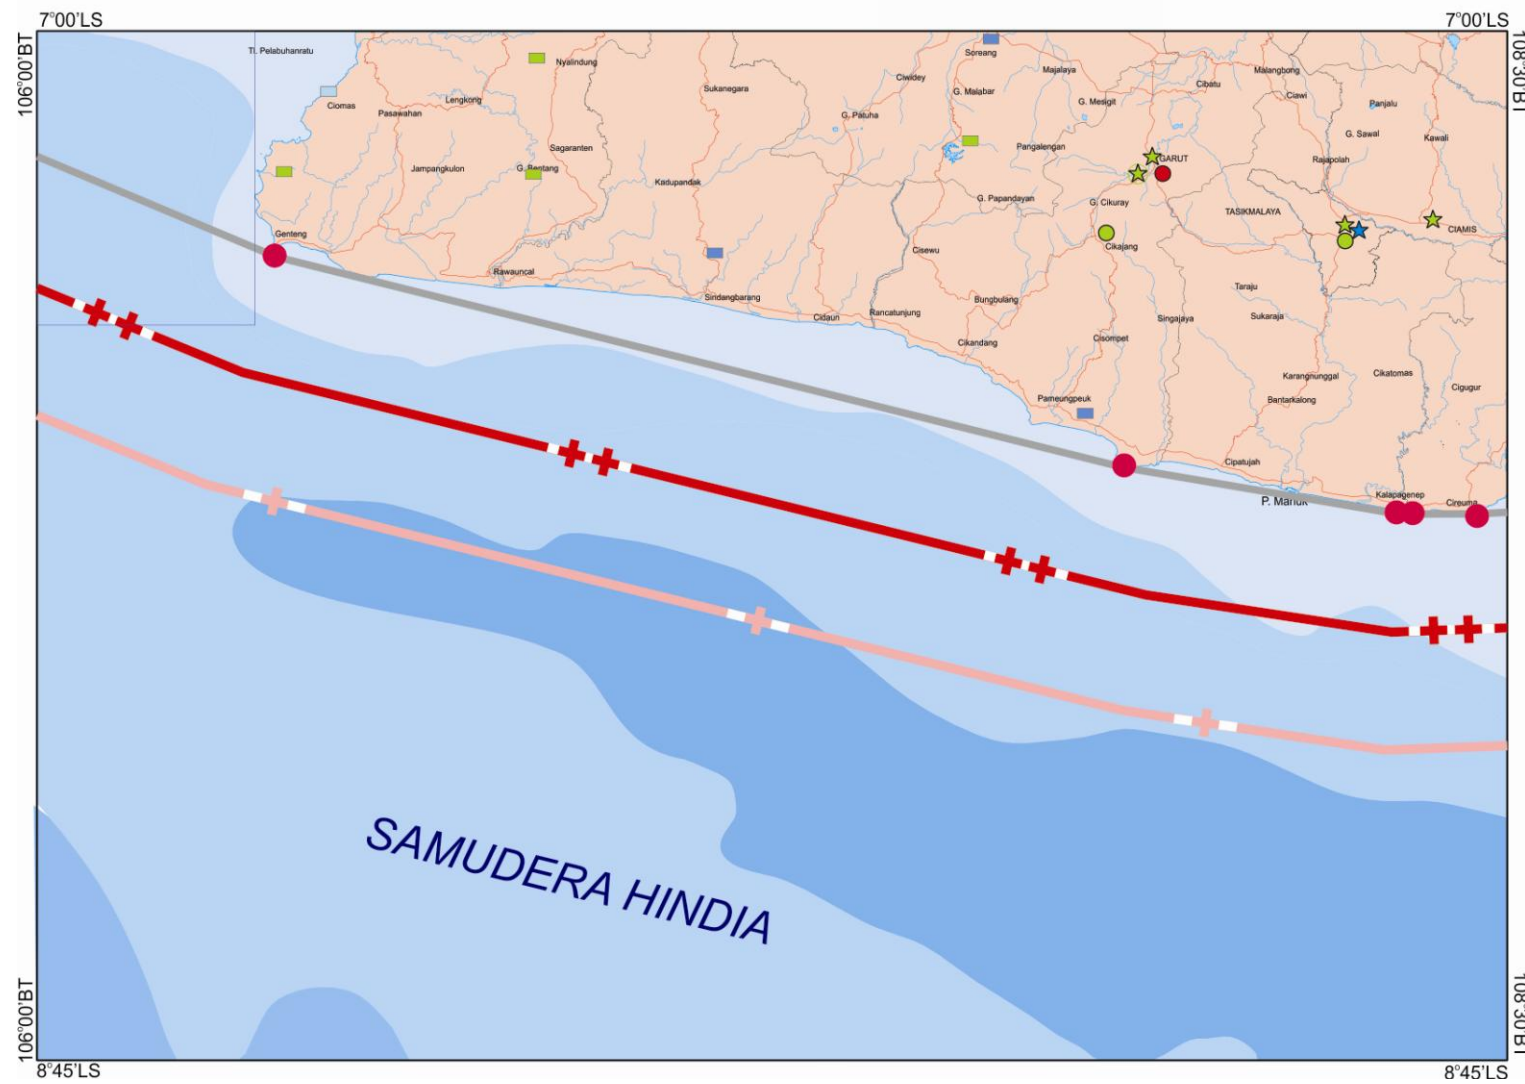 7°00'LS
7°00'LS
106°00'BT
108°30'BT
Tl. Pelabuhanratu
Nyalindung
Soreang
Majalaya
Malangbong
Ciwidey
Cibatu
Sukanegara
G. Malabar
Ciawi
Ciomas
Lengkong
G. Mesigit
Panjalu
Pasawahan
G. Patuha
G. Sawal
Kawali
Sagaranten
Pangalengan
GARUT
Rajapolah
Jampangkulon
G. Bentang
Kadupandak
G. Papandayan
G. Cikuray
TASIKMALAYA
CIAMIS
Genteng
Cisewu
Cikajang
Rawauncal
Taraju
Sindangbarang
Bungbulang
Cidaun
Rancatunjung
Singajaya
Sukaraja
Cikandang
Cisompet
Karangnunggal
Cikatomas
Cigugur
Pameungpeuk
Bantarkalong
Cipatujah
Kalapagenep
P. Manuk
Cireuma
SAMUDERA HINDIA
106°00'BT
108°30'BT
8°45'LS
8°45'LS